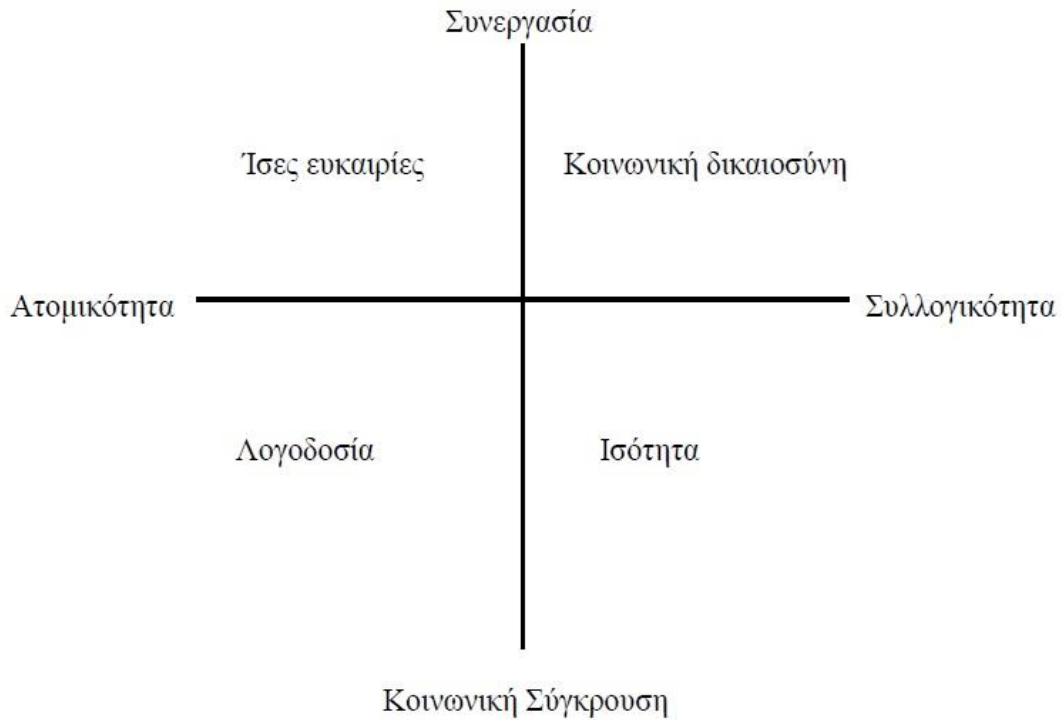 Συνεργασία
Ίσες ευκαιρίες Κοινωνική δικαιοσύνη
Ατομικότητα Συλλογικότητα
Λογοδοσία Ισότητα
Κοινωνική Σύγκρουση